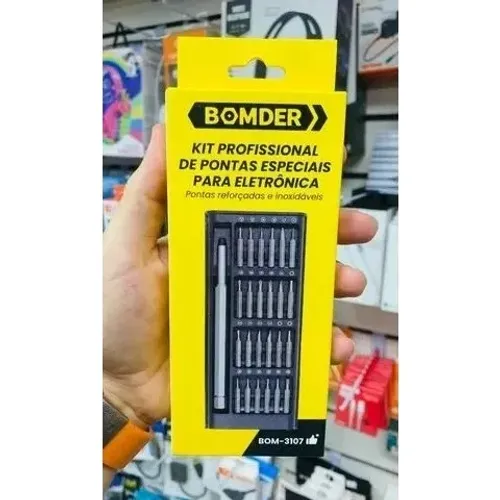 BOMDER
KIT PROFISSIONAL
DE PONTAS ESPECIAIS
PARA ELETRÔNICA
Pontas reforçadas e inoxidáveis
BOM-3107